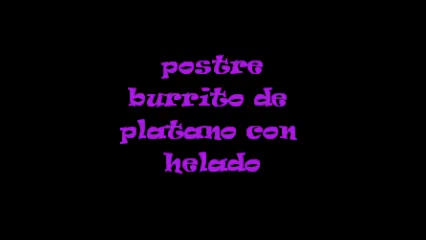 postre
burrito de
platano con
helado